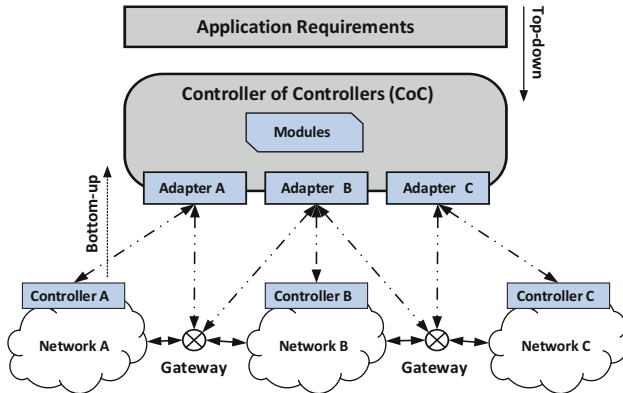 Application Requirements
Top-down
Controller of Controllers (CoC)
Modules
Adapter A
Adapter B
Adapter C
Bottom-up
Controller A
Controller B
Controller C
Network A
Network B
Network C
Gateway
Gateway